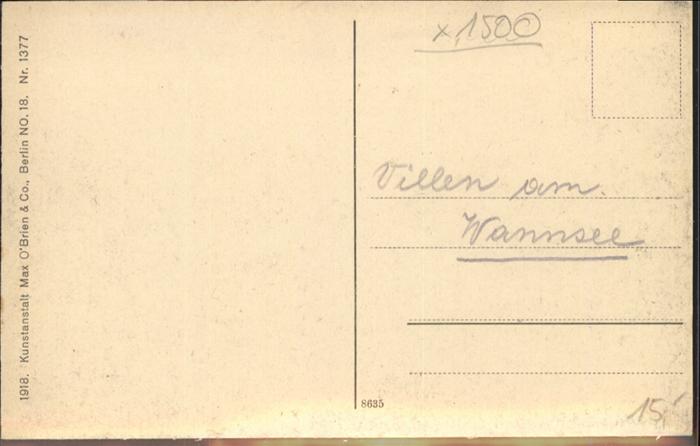 1918. Kunstanstalt Max O'Brien & Co., Berlin NO. 18. Nr. 1377
x 1500
Villen am
Wannsee
8635
15,-